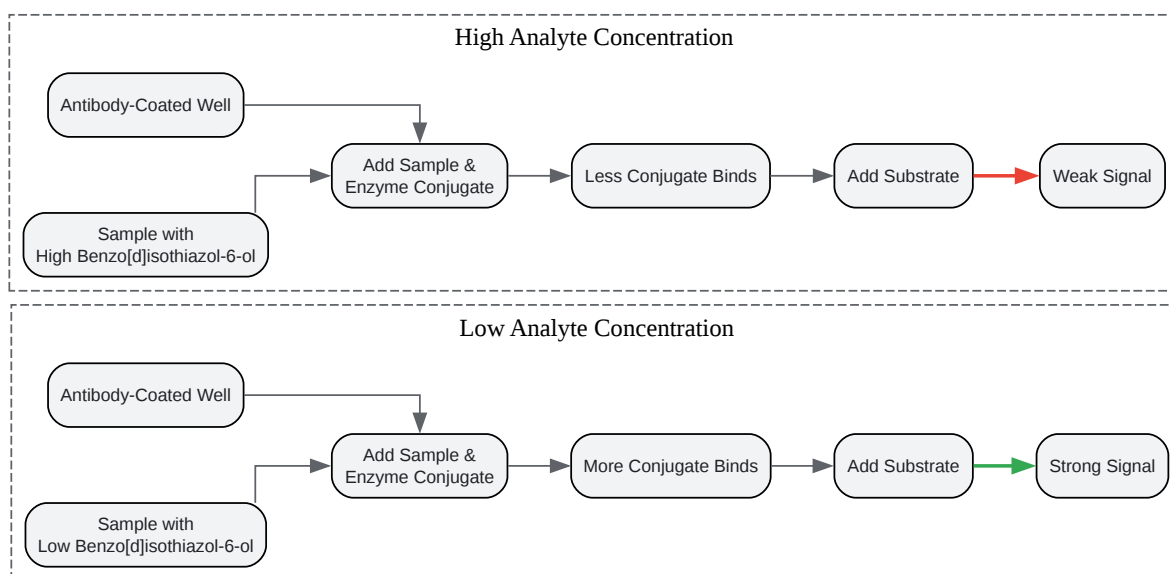 High Analyte Concentration
Antibody-Coated Well
Add Sample &
Enzyme Conjugate
Less Conjugate Binds
Add Substrate
Weak Signal
Sample with
High Benzo[d]isothiazol-6-ol
Low Analyte Concentration
Antibody-Coated Well
Add Sample &
Enzyme Conjugate
More Conjugate Binds
Add Substrate
Strong Signal
Sample with
Low Benzo[d]isothiazol-6-ol